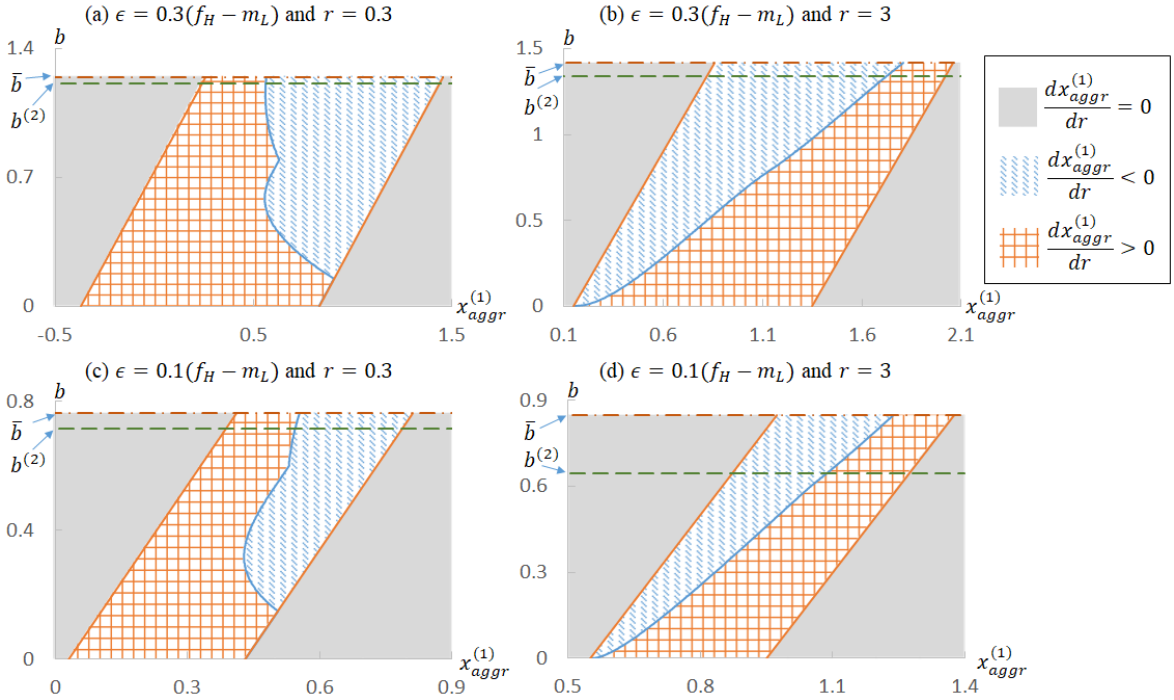 (a) ϵ = 0.3(f_H − m_L) and r = 0.3
b
1.4
b̄
b^(2)
0.7
0
-0.5
0.5
1.5
x_aggr^(1)
(b) ϵ = 0.3(f_H − m_L) and r = 3
b
1.5
b̄
b^(2)
1
0.5
0
0.1
0.6
1.1
1.6
2.1
x_aggr^(1)
dx_aggr^(1)/dr = 0
dx_aggr^(1)/dr < 0
dx_aggr^(1)/dr > 0
(c) ϵ = 0.1(f_H − m_L) and r = 0.3
b
0.8
b̄
b^(2)
0.4
0
0
0.3
0.6
0.9
x_aggr^(1)
(d) ϵ = 0.1(f_H − m_L) and r = 3
b
0.9
b̄
b^(2)
0.6
0.3
0
0.5
0.8
1.1
1.4
x_aggr^(1)